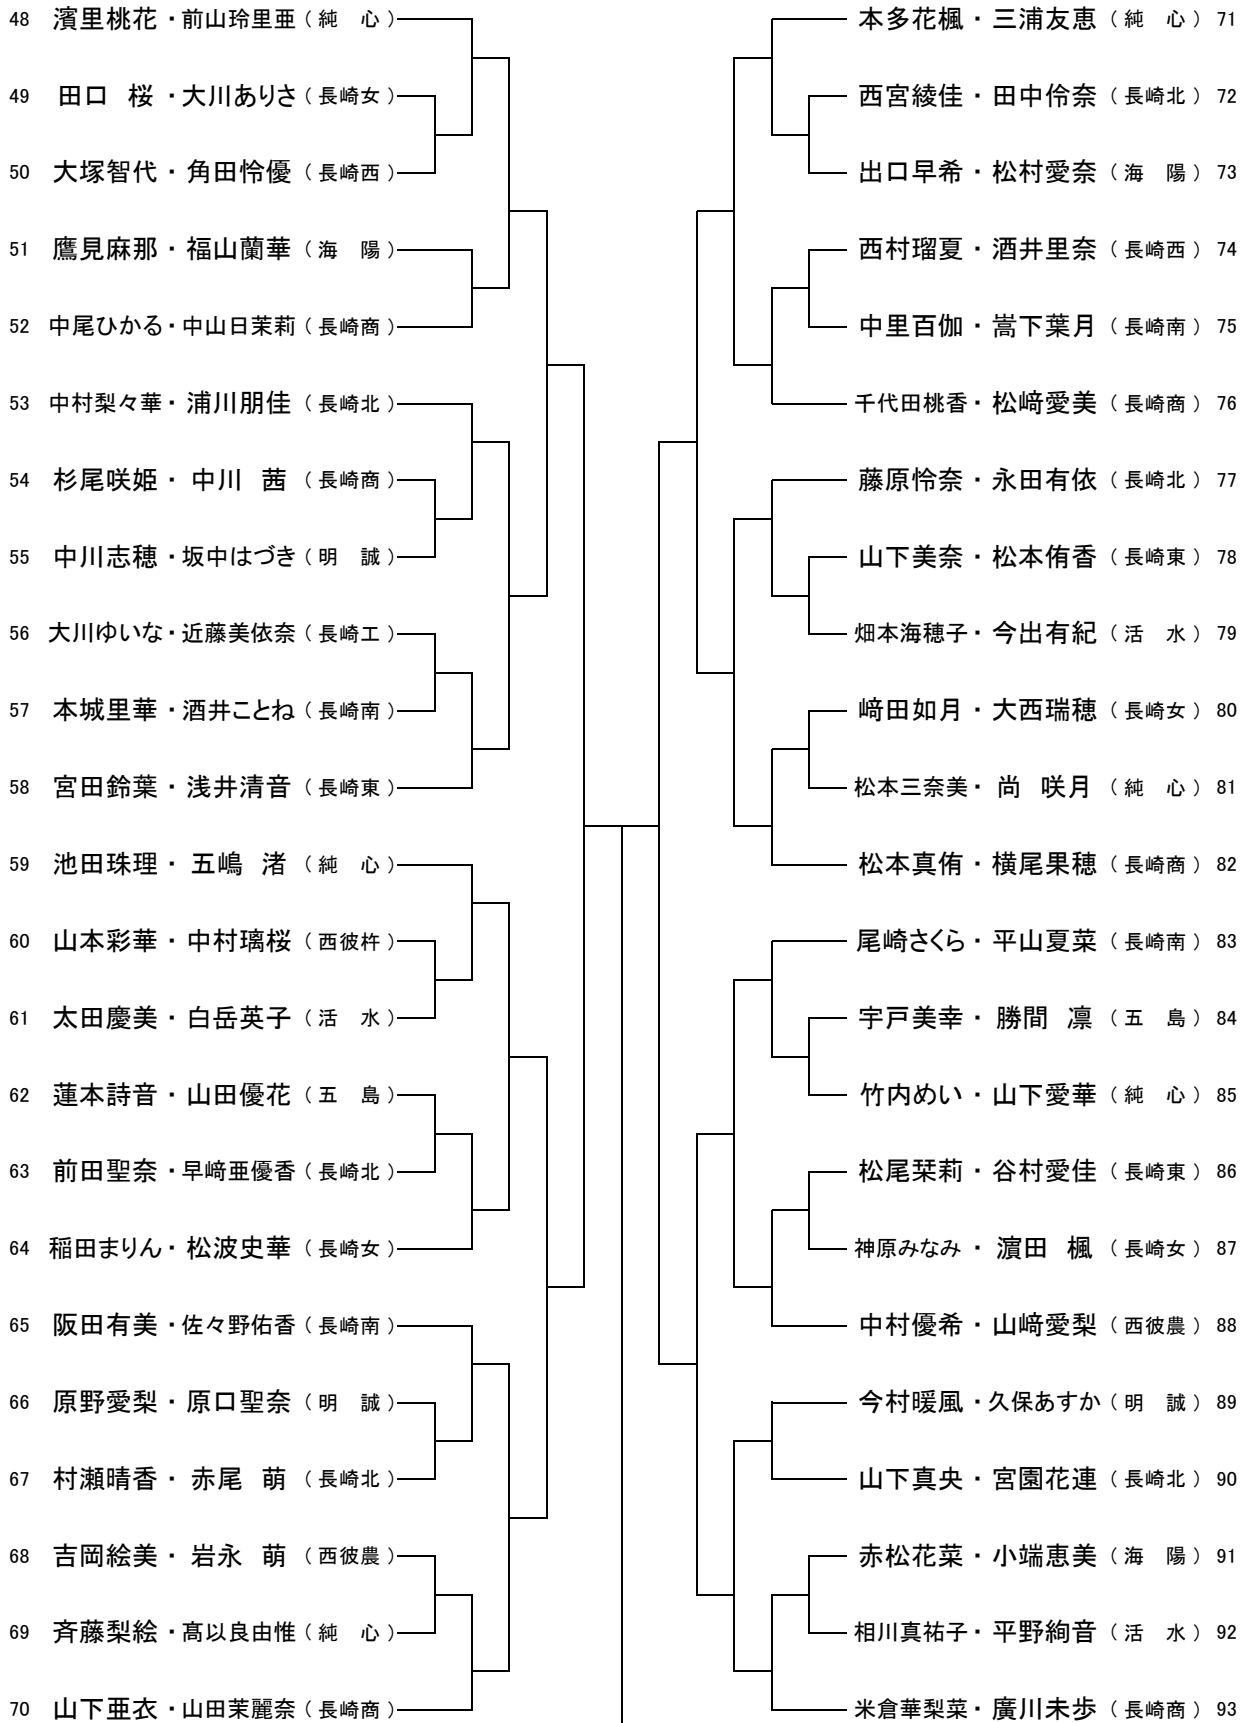 48 濵里桃花・前山玲里亜（純　心）
49 田口　桜・大川ありさ（長崎女）
50 大塚智代・角田怜優（長崎西）
51 鷹見麻那・福山蘭華（海　陽）
52 中尾ひかる・中山日茉莉（長崎商）
53 中村梨々華・浦川朋佳（長崎北）
54 杉尾咲姫・中川　茜（長崎商）
55 中川志穂・坂中はづき（明　誠）
56 大川ゆいな・近藤美依奈（長崎工）
57 本城里華・酒井ことね（長崎南）
58 宮田鈴葉・浅井清音（長崎東）
59 池田珠理・五嶋　渚（純　心）
60 山本彩華・中村璃桜（西彼杵）
61 太田慶美・白岳英子（活　水）
62 蓮本詩音・山田優花（五　島）
63 前田聖奈・早﨑亜優香（長崎北）
64 稲田まりん・松波史華（長崎女）
65 阪田有美・佐々野佑香（長崎南）
66 原野愛梨・原口聖奈（明　誠）
67 村瀬晴香・赤尾　萌（長崎北）
68 吉岡絵美・岩永　萌（西彼農）
69 斉藤梨絵・髙以良由惟（純　心）
70 山下亜衣・山田茉麗奈（長崎商）
本多花楓・三浦友恵（純　心）71
西宮綾佳・田中伶奈（長崎北）72
出口早希・松村愛奈（海　陽）73
西村瑠夏・酒井里奈（長崎西）74
中里百伽・嵩下葉月（長崎南）75
千代田桃香・松﨑愛美（長崎商）76
藤原怜奈・永田有依（長崎北）77
山下美奈・松本侑香（長崎東）78
畑本海穂子・今出有紀（活　水）79
﨑田如月・大西瑞穂（長崎女）80
松本三奈美・尚　咲月（純　心）81
松本真侑・横尾果穂（長崎商）82
尾崎さくら・平山夏菜（長崎南）83
宇戸美幸・勝間　凛（五　島）84
竹内めい・山下愛華（純　心）85
松尾栞莉・谷村愛佳（長崎東）86
神原みなみ・濵田　楓（長崎女）87
中村優希・山﨑愛梨（西彼農）88
今村暖風・久保あすか（明　誠）89
山下真央・宮園花連（長崎北）90
赤松花菜・小端恵美（海　陽）91
相川真祐子・平野絢音（活　水）92
米倉華梨菜・廣川未歩（長崎商）93